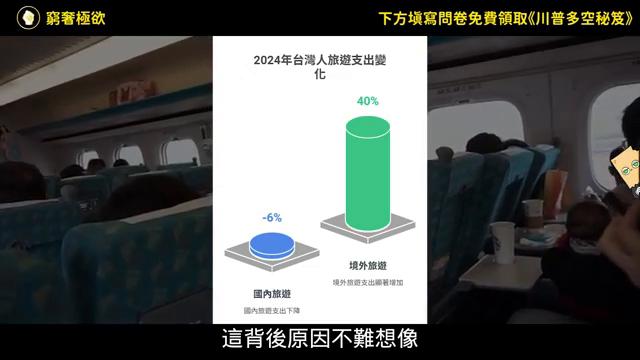 窮奢極欲
下方填寫問卷免費領取《川普多空秘笈》
2024年台灣人旅遊支出變
化
40%
-6%
境外旅遊
境外旅遊支出顯著增加
國內旅遊
國內旅遊支出下降
這背後原因不難想像